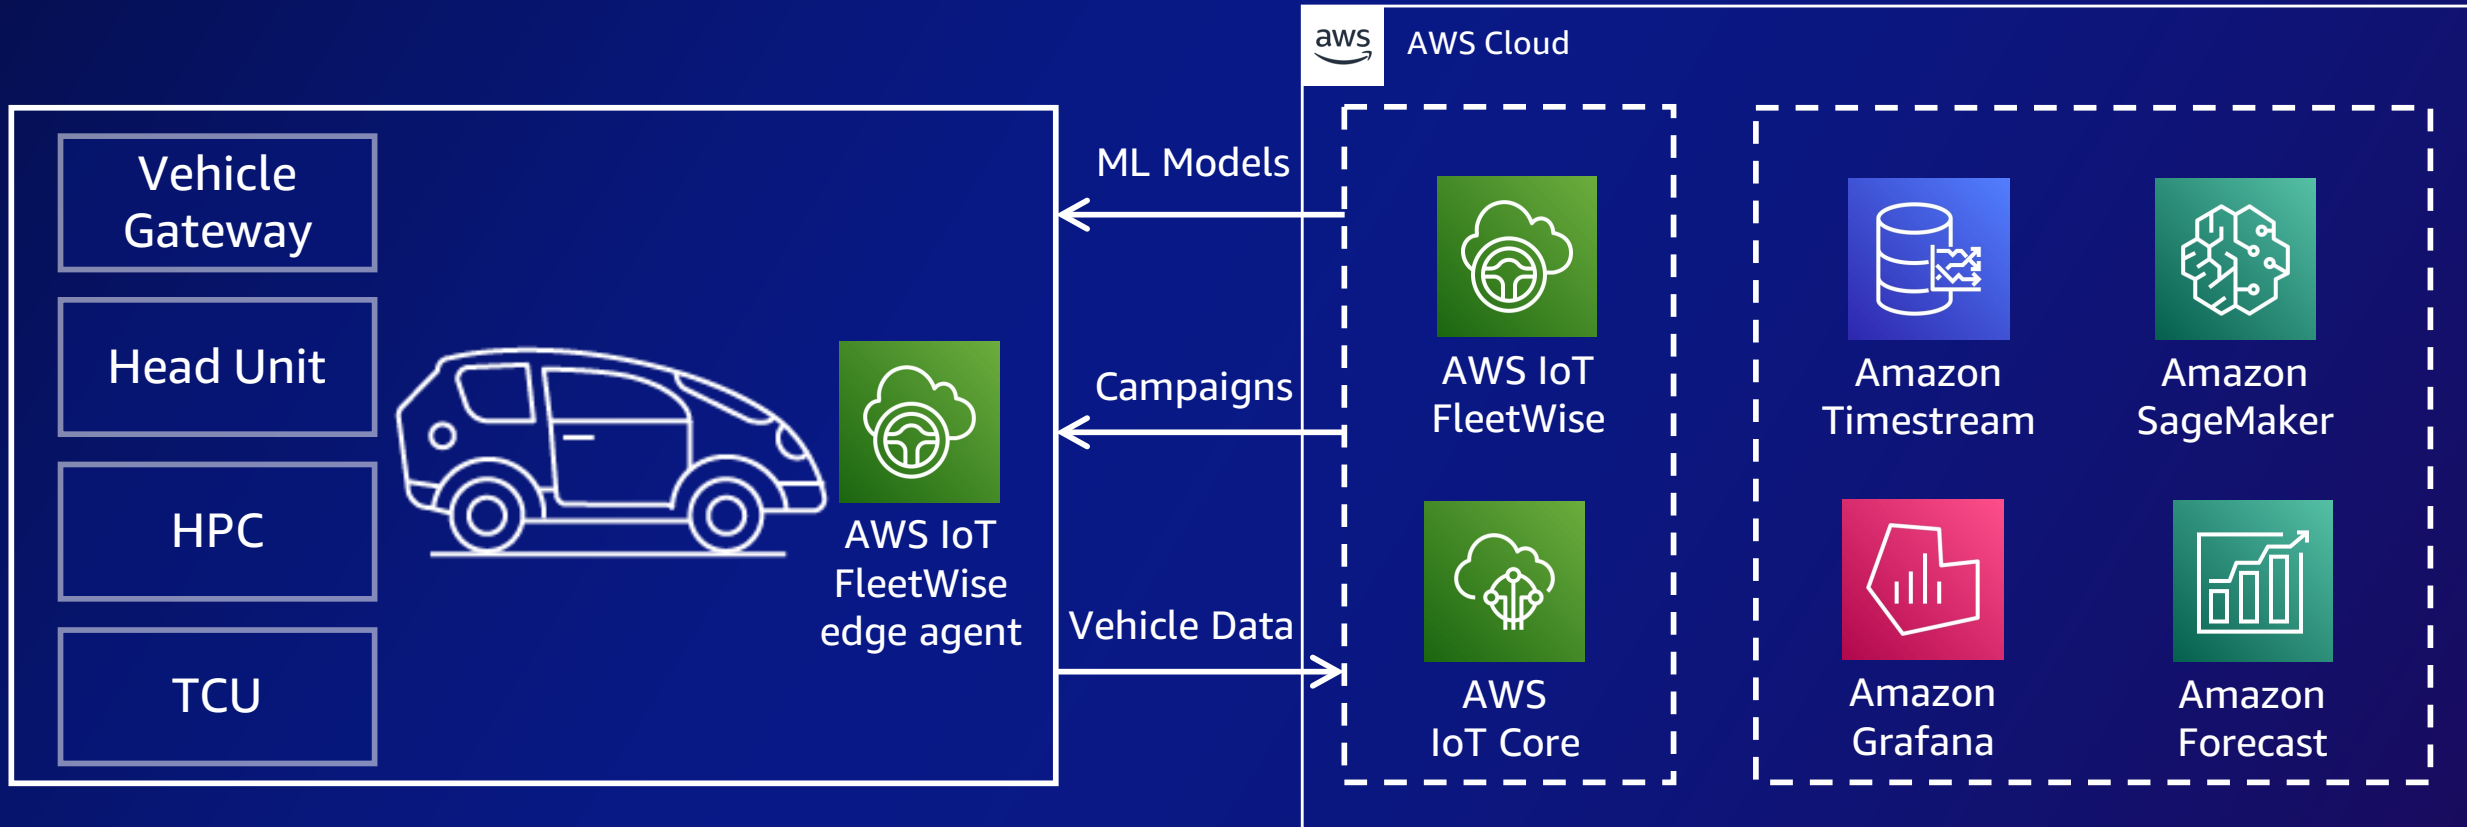 aws
AWS Cloud
Vehicle
Gateway
Head Unit
HPC
TCU
AWS IoT
FleetWise
edge agent
ML Models
Campaigns
Vehicle Data
AWS IoT
FleetWise
AWS
IoT Core
Amazon
Timestream
Amazon
SageMaker
Amazon
Grafana
Amazon
Forecast